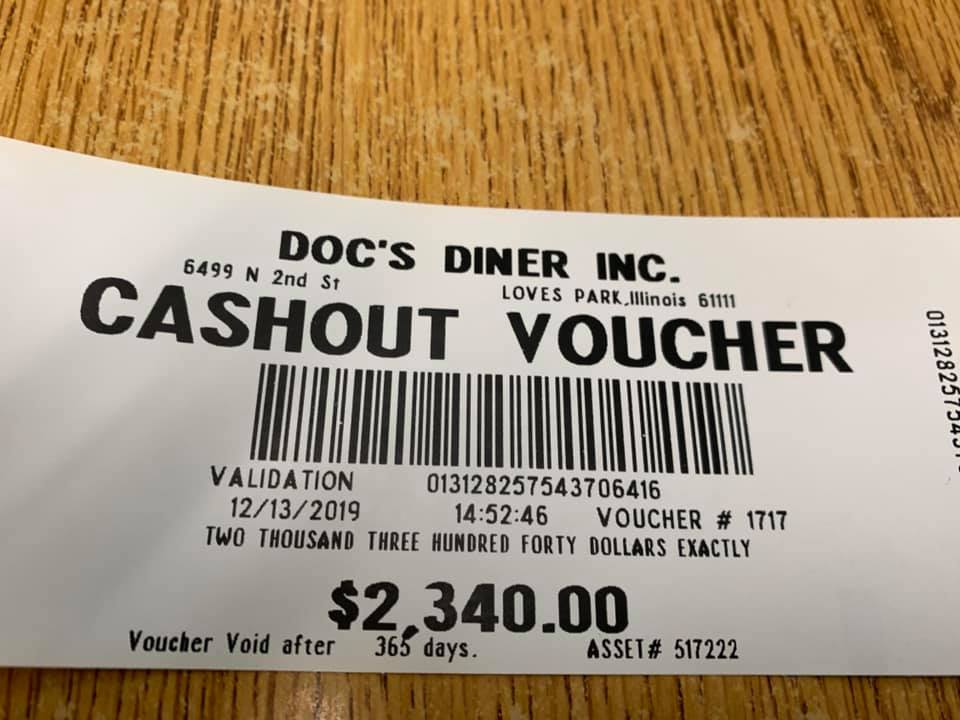 DOC'S DINER INC.
6499 N 2nd St LOVES PARK,Illinois 61111
CASHOUT VOUCHER
VALIDATION 013128257543706416
12/13/2019 14:52:46 VOUCHER # 1717
TWO THOUSAND THREE HUNDRED FORTY DOLLARS EXACTLY
$2,340.00
Voucher Void after 365 days. ASSET# 517222